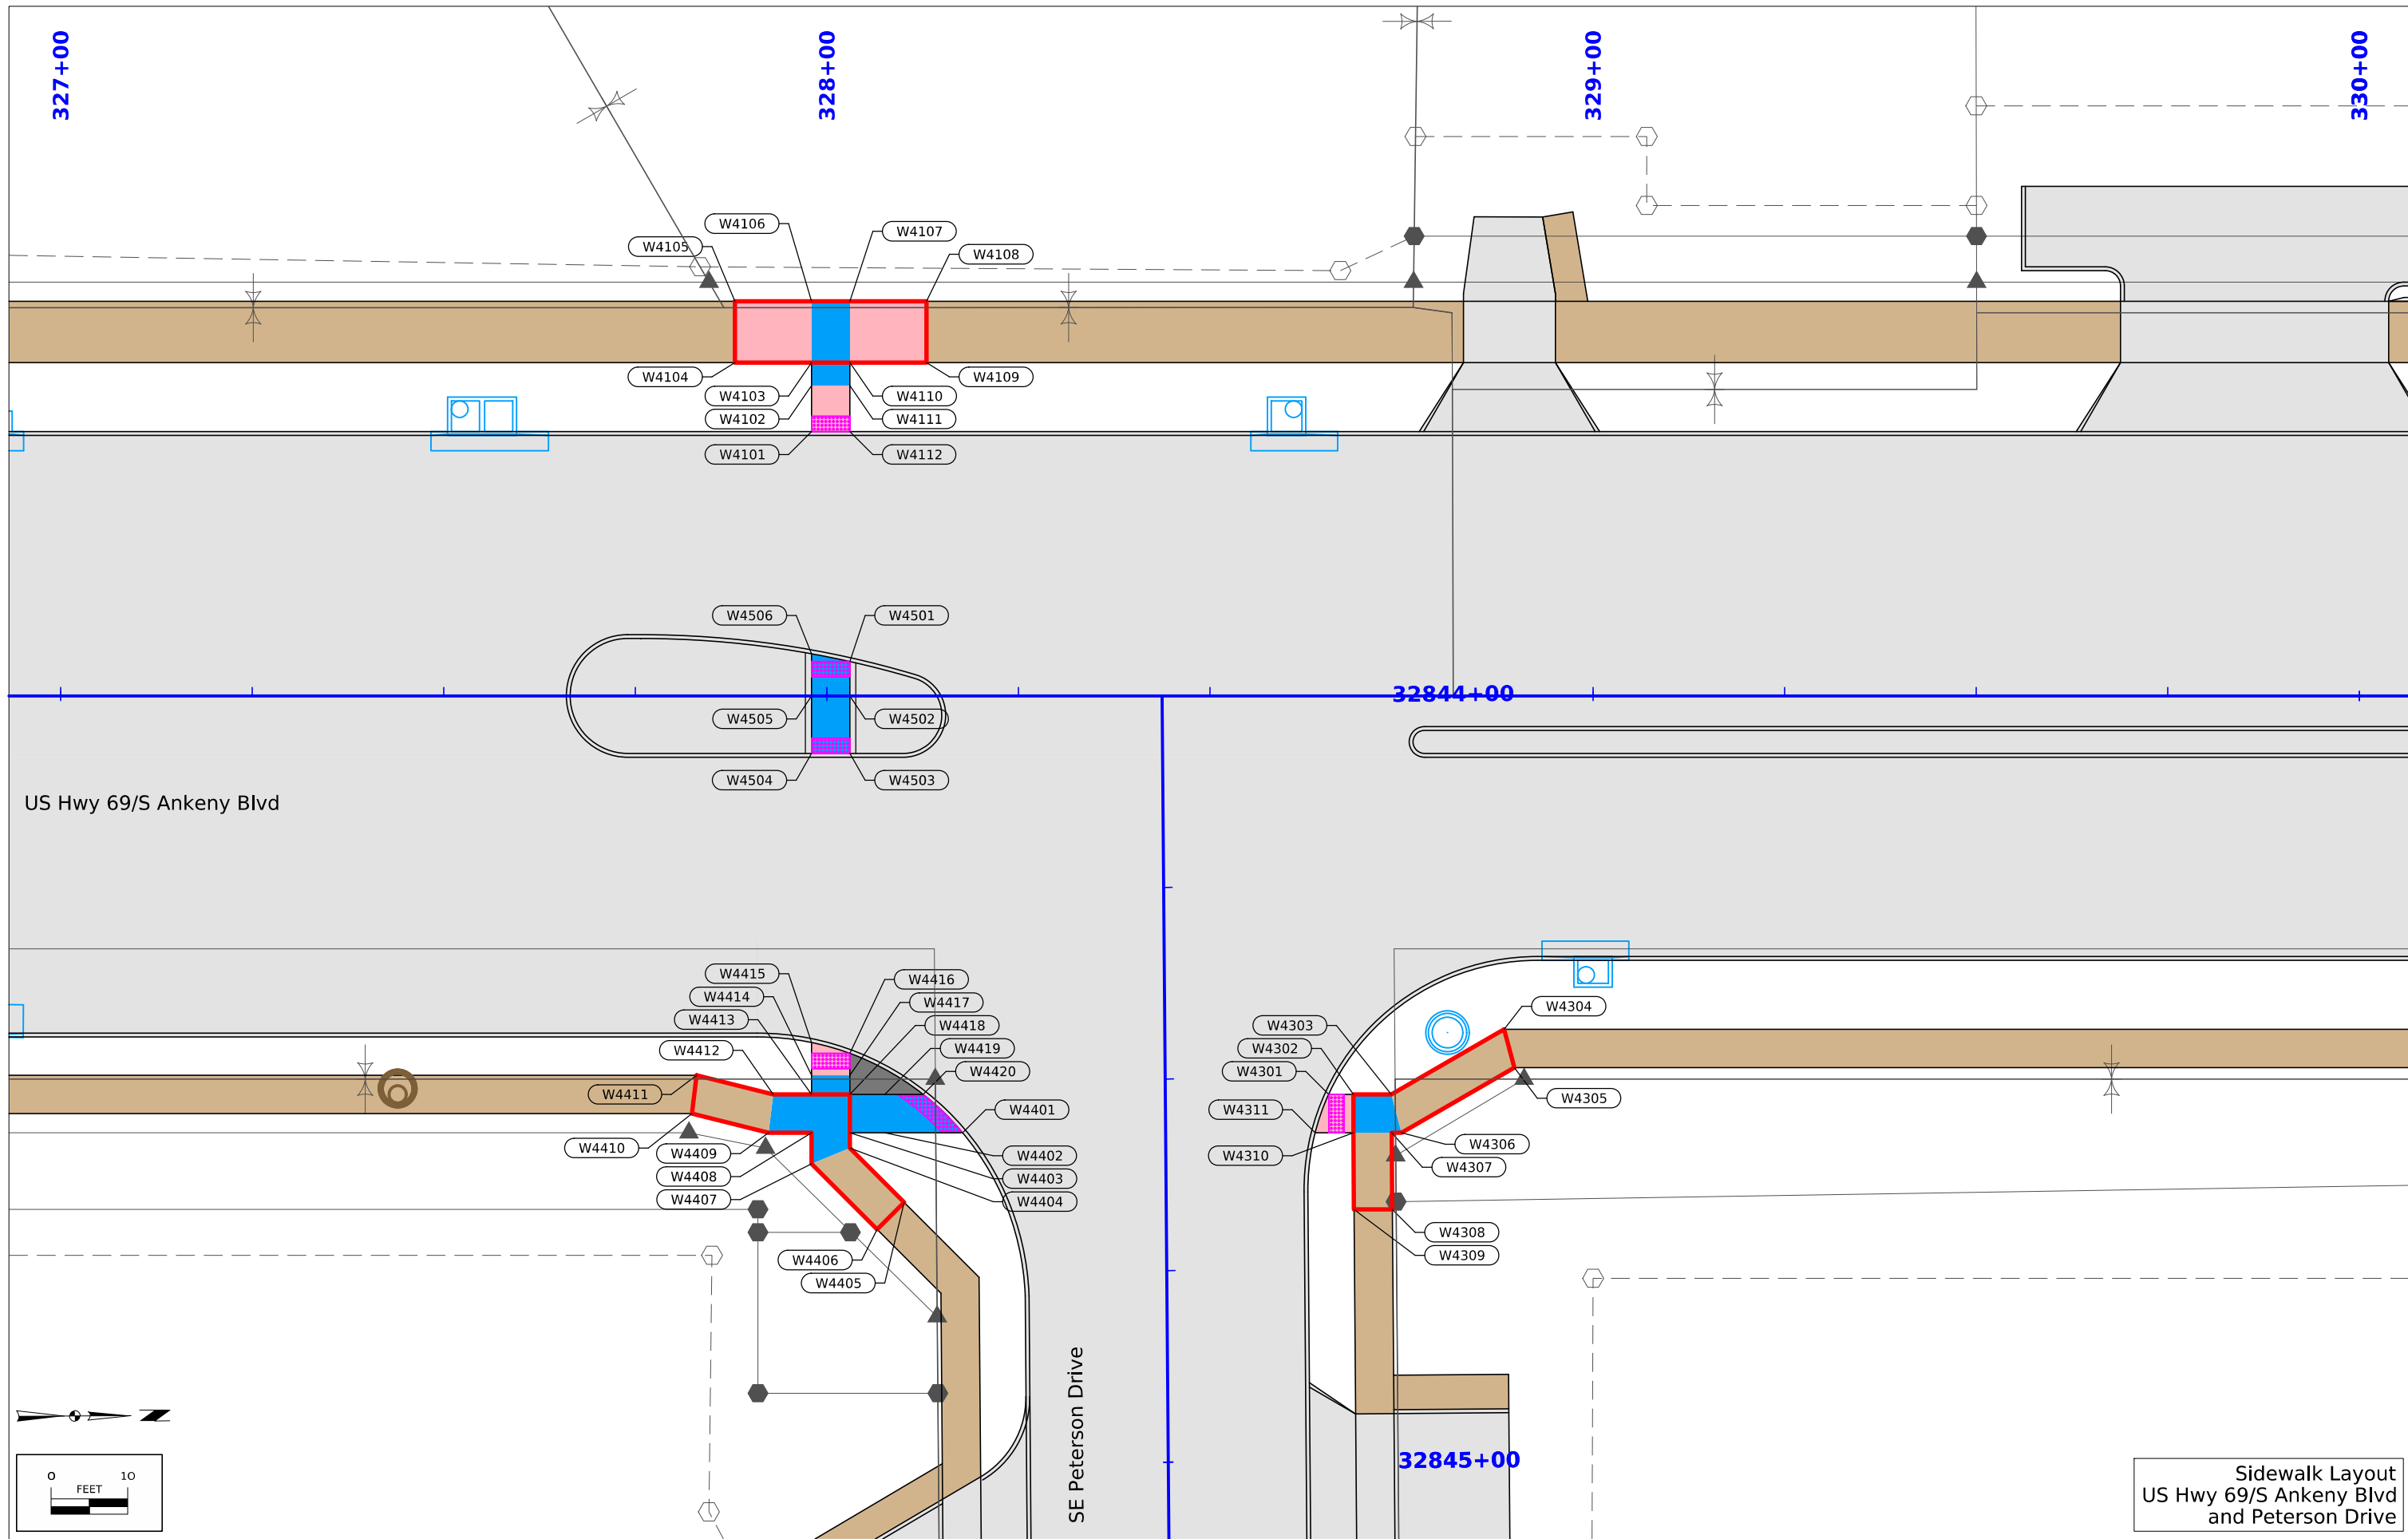 327+00
328+00
329+00
330+00
W4106
W4107
W4105
W4108
W4104
W4109
W4103
W4110
W4102
W4111
W4101
W4112
W4506
W4501
32844+00
W4505
W4502
W4504
W4503
US Hwy 69/S Ankeny Blvd
W4415
W4416
W4414
W4417
W4413
W4418
W4412
W4419
W4420
W4411
W4401
W4410
W4409
W4402
W4408
W4403
W4407
W4404
W4406
W4405
W4303
W4304
W4302
W4301
W4305
W4311
W4306
W4310
W4307
W4308
W4309
SE Peterson Drive
32845+00
N
0 10
FEET
Sidewalk Layout
US Hwy 69/S Ankeny Blvd
and Peterson Drive